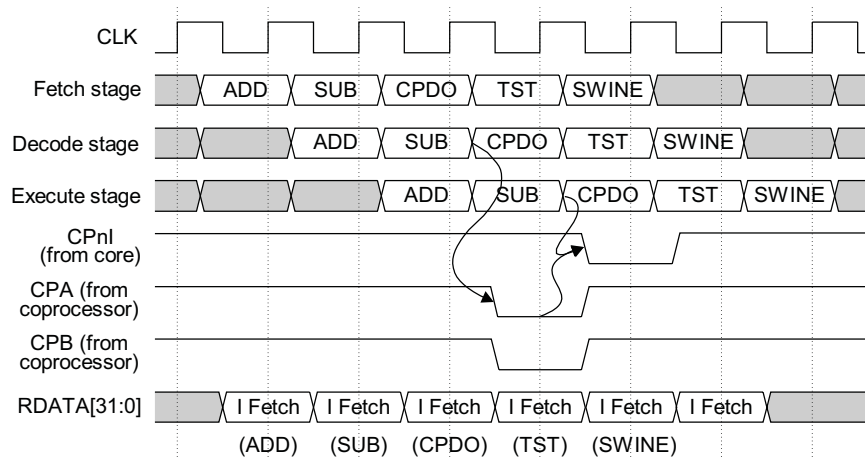 CLK
Fetch stage ADD SUB CPDO TST SWINE
Decode stage ADD SUB CPDO TST SWINE
Execute stage ADD SUB CPDO TST SWINE
CPnI
(from core)
CPA (from
coprocessor)
CPB (from
coprocessor)
RDATA[31:0] I Fetch I Fetch I Fetch I Fetch I Fetch I Fetch
(ADD) (SUB) (CPDO) (TST) (SWINE)